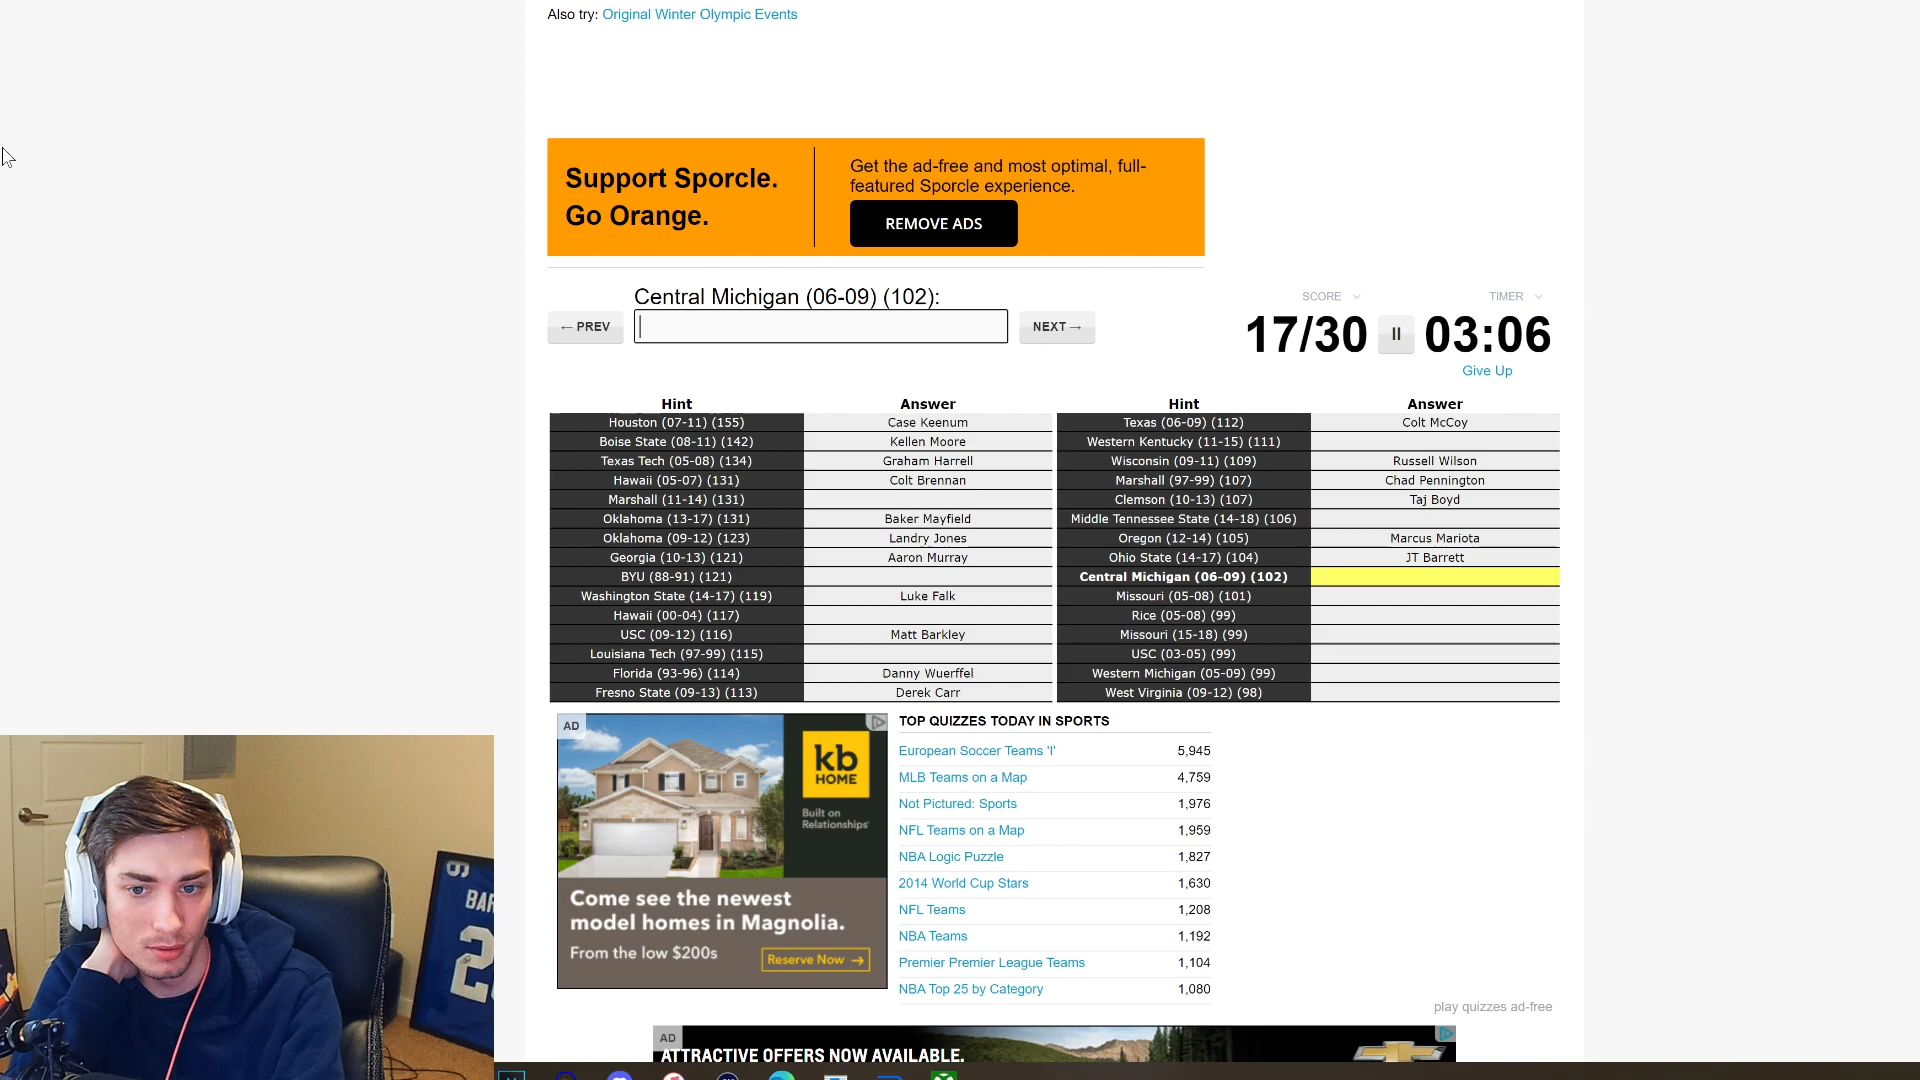 Also try: Original Winter Olympic Events
Support Sporcle.
Go Orange.
Get the ad-free and most optimal, full-
featured Sporcle experience.
REMOVE ADS
Central Michigan (06-09) (102):
← PREV
NEXT →
SCORE
17/30
TIMER
03:06
Give Up
Hint Answer Hint Answer
Houston (07-11) (155) Case Keenum Texas (06-09) (112) Colt McCoy
Boise State (08-11) (142) Kellen Moore Western Kentucky (11-15) (111)
Texas Tech (05-08) (134) Graham Harrell Wisconsin (09-11) (109) Russell Wilson
Hawaii (05-07) (131) Colt Brennan Marshall (97-99) (107) Chad Pennington
Marshall (11-14) (131) Clemson (10-13) (107) Taj Boyd
Oklahoma (13-17) (131) Baker Mayfield Middle Tennessee State (14-18) (106)
Oklahoma (09-12) (123) Landry Jones Oregon (12-14) (105) Marcus Mariota
Georgia (10-13) (121) Aaron Murray Ohio State (14-17) (104) JT Barrett
BYU (88-91) (121) Central Michigan (06-09) (102)
Washington State (14-17) (119) Luke Falk Missouri (05-08) (101)
Hawaii (00-04) (117) Rice (05-08) (99)
USC (09-12) (116) Matt Barkley Missouri (15-18) (99)
Louisiana Tech (97-99) (115) USC (03-05) (99)
Florida (93-96) (114) Danny Wuerffel Western Michigan (05-09) (99)
Fresno State (09-13) (113) Derek Carr West Virginia (09-12) (98)
AD
kb
HOME
Built on
Relationships
Come see the newest
model homes in Magnolia.
From the low $200s
Reserve Now →
TOP QUIZZES TODAY IN SPORTS
European Soccer Teams 'I' 5,945
MLB Teams on a Map 4,759
Not Pictured: Sports 1,976
NFL Teams on a Map 1,959
NBA Logic Puzzle 1,827
2014 World Cup Stars 1,630
NFL Teams 1,208
NBA Teams 1,192
Premier Premier League Teams 1,104
NBA Top 25 by Category 1,080
play quizzes ad-free
AD
ATTRACTIVE OFFERS NOW AVAILABLE.
BAR
2